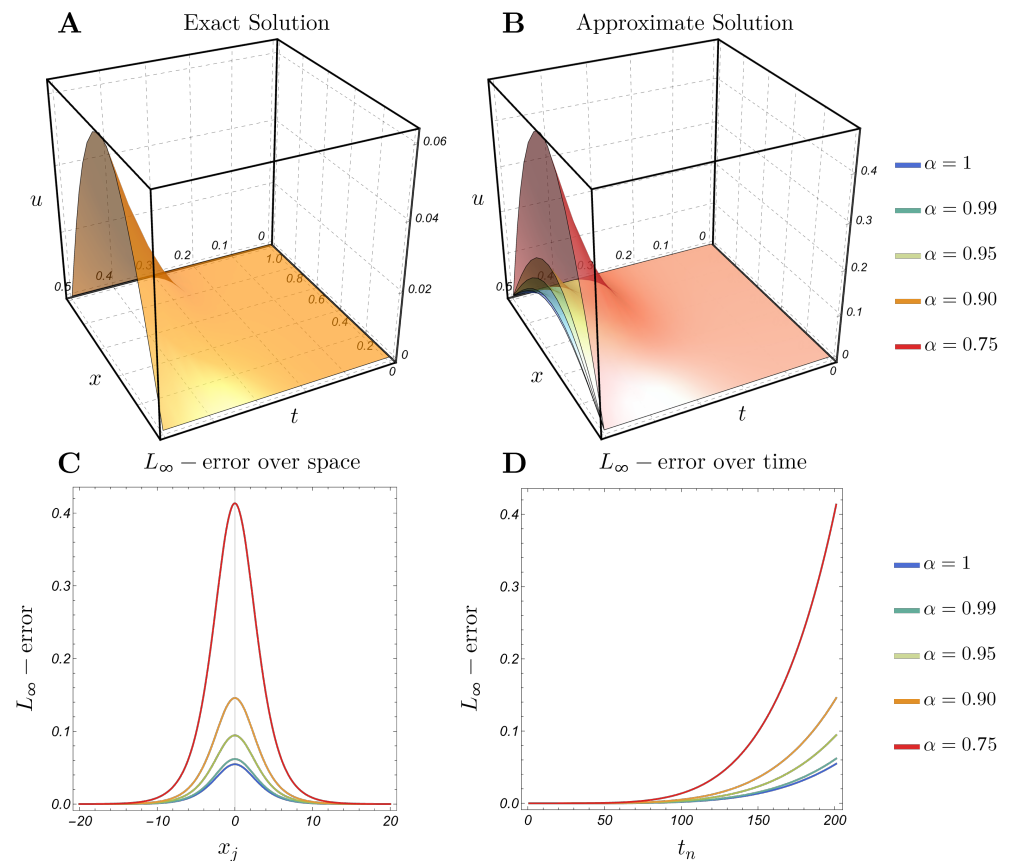 A Exact Solution
B Approximate Solution
u
0.06
0.04
0.02
0
0.5
0.4
0.3
0.2
0.1
0
1.0
0.8
0.6
0.4
0.2
0
x
t
u
0.4
0.3
0.2
0.1
0
0.5
0.4
0.3
0.2
0.1
0
0
x
t
α = 1
α = 0.99
α = 0.95
α = 0.90
α = 0.75
C L∞ − error over space
L∞ − error
0.4
0.3
0.2
0.1
0.0
−20 −10 0 10 20
x_j
D L∞ − error over time
L∞ − error
0.4
0.3
0.2
0.1
0.0
0 50 100 150 200
t_n
α = 1
α = 0.99
α = 0.95
α = 0.90
α = 0.75